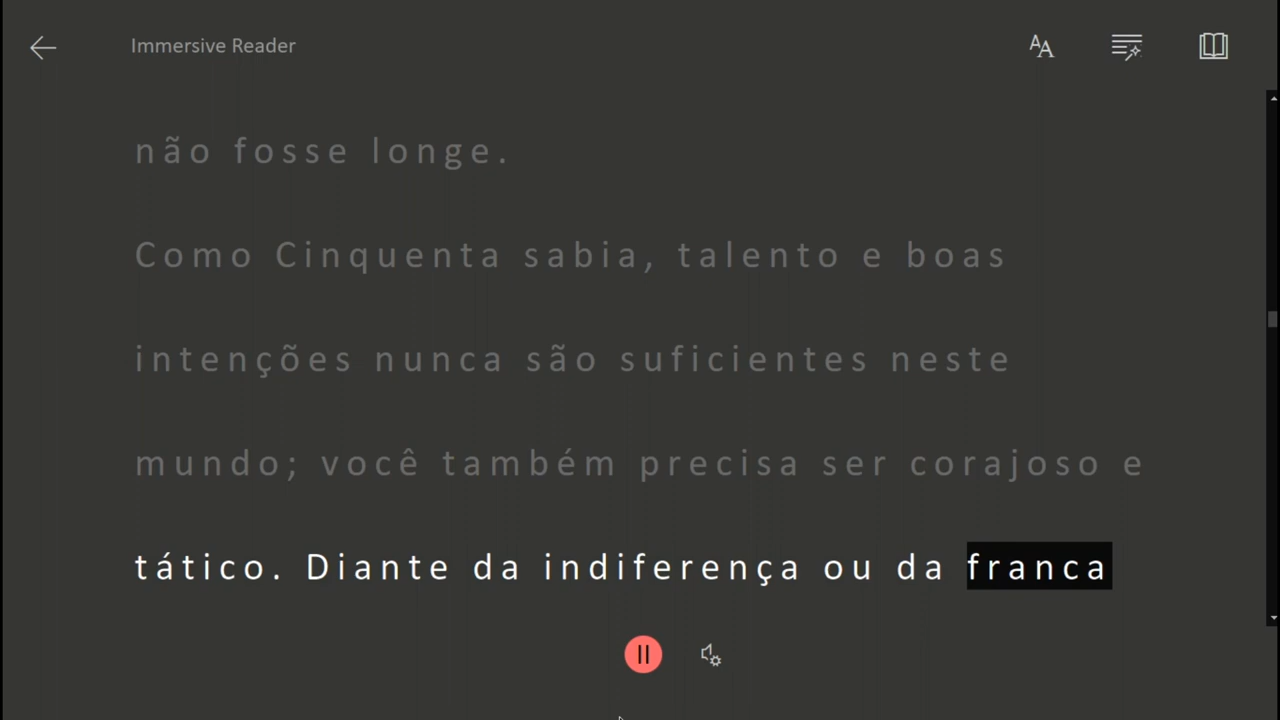 Immersive Reader
não fosse longe.
Como Cinquenta sabia, talento e boas
intenções nunca são suficientes neste
mundo; você também precisa ser corajoso e
tático. Diante da indiferença ou da franca